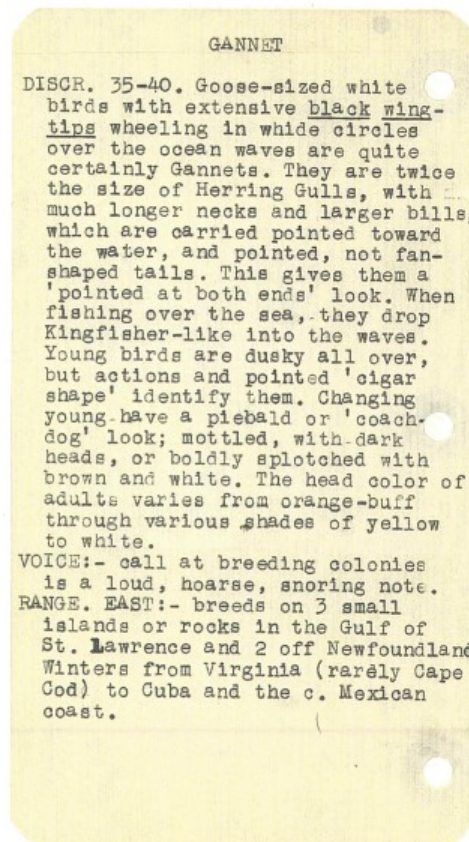 GANNET
DISCR. 35-40. Goose-sized white
birds with extensive black wing-
tips wheeling in whide circles
over the ocean waves are quite
certainly Gannets. They are twice
the size of Herring Gulls, with
much longer necks and larger bills,
which are carried pointed toward
the water, and pointed, not fan-
shaped tails. This gives them a
'pointed at both ends' look. When
fishing over the sea, they drop
Kingfisher-like into the waves.
Young birds are dusky all over,
but actions and pointed 'cigar
shape' identify them. Changing
young have a piebald or 'coach-
dog' look; mottled, with dark
heads, or boldly splotched with
brown and white. The head color of
adults varies from orange-buff
through various shades of yellow
to white.
VOICE:- call at breeding colonies
is a loud, hoarse, snoring note.
RANGE. EAST:- breeds on 3 small
islands or rocks in the Gulf of
St. Lawrence and 2 off Newfoundland
Winters from Virginia (rarely Cape
Cod) to Cuba and the c. Mexican
coast.